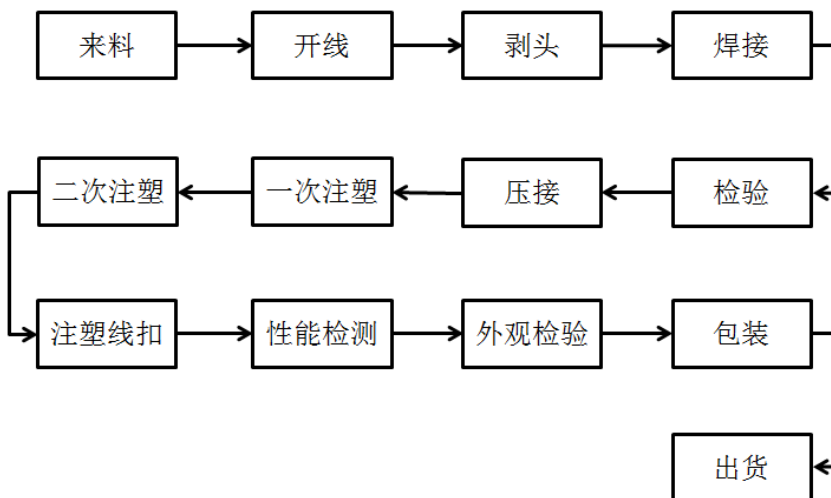 来料
开线
剥头
焊接
二次注塑
一次注塑
压接
检验
注塑线扣
性能检测
外观检验
包装
出货